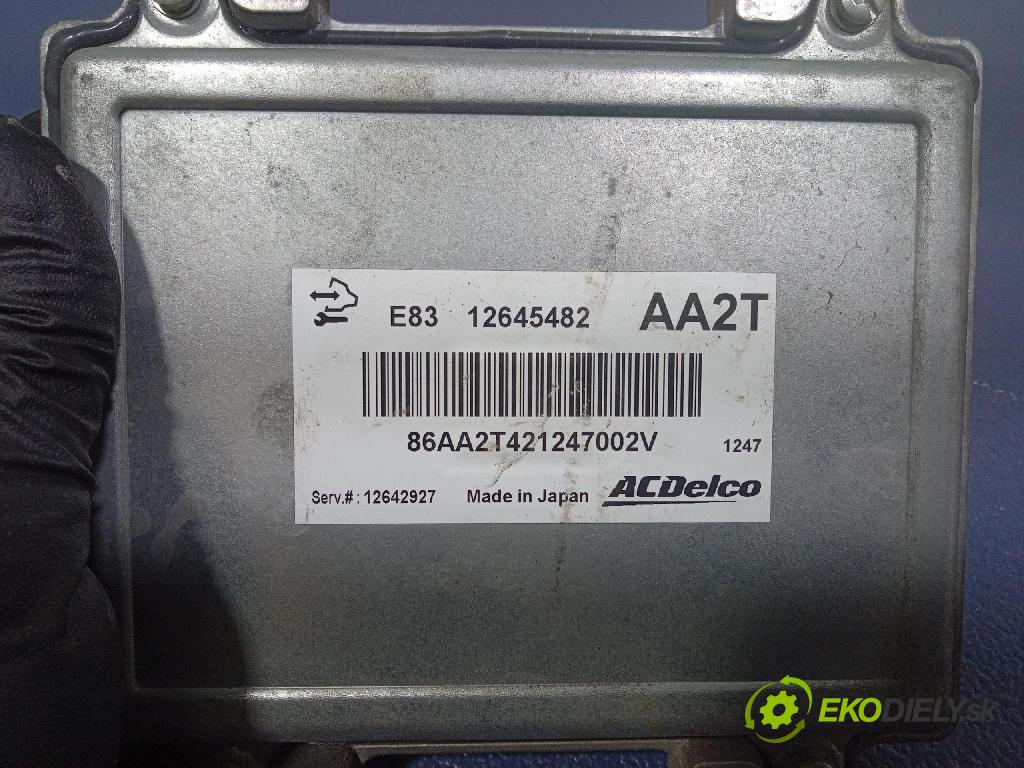 E83 12645482 AA2T
86AA2T421247002V 1247
Serv.#: 12642927 Made in Japan ACDelco
EKODIELY.sk